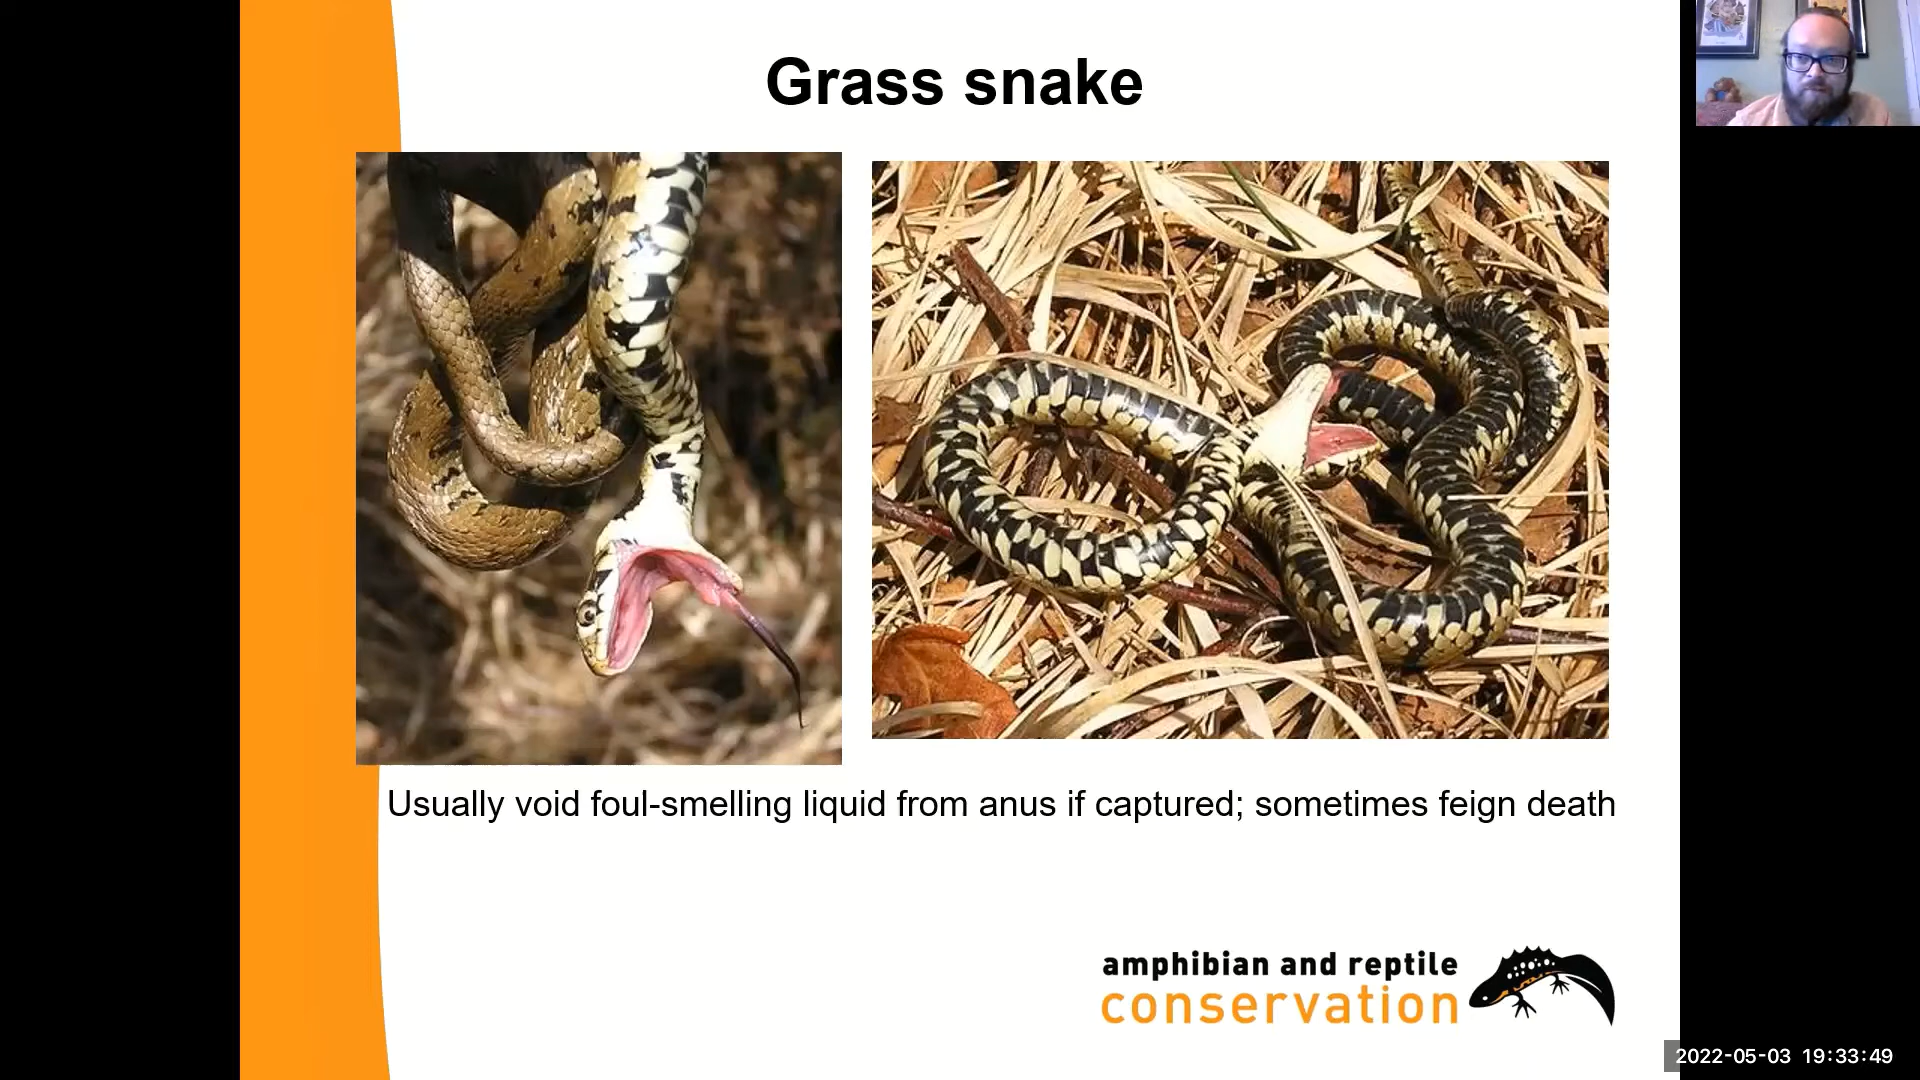 Grass snake
Usually void foul-smelling liquid from anus if captured; sometimes feign death
amphibian and reptile
conservation
2022-05-03 19:33:49